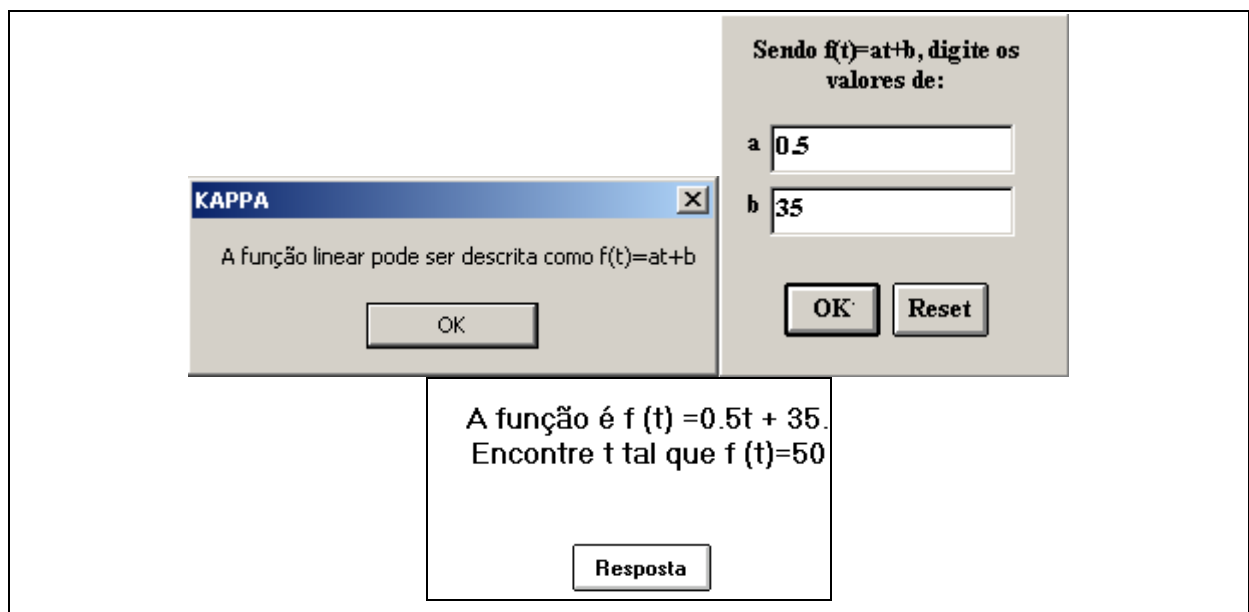 Sendo f(t)=at+b, digite os
valores de:
a 0.5
b 35
OK Reset
KAPPA
A função linear pode ser descrita como f(t)=at+b
OK
A função é f (t) =0.5t + 35.
Encontre t tal que f (t)=50
Resposta